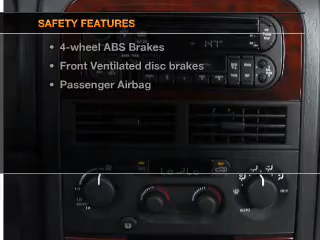 SAFETY FEATURES
• 4-wheel ABS Brakes
• Front Ventilated disc brakes
• Passenger Airbag